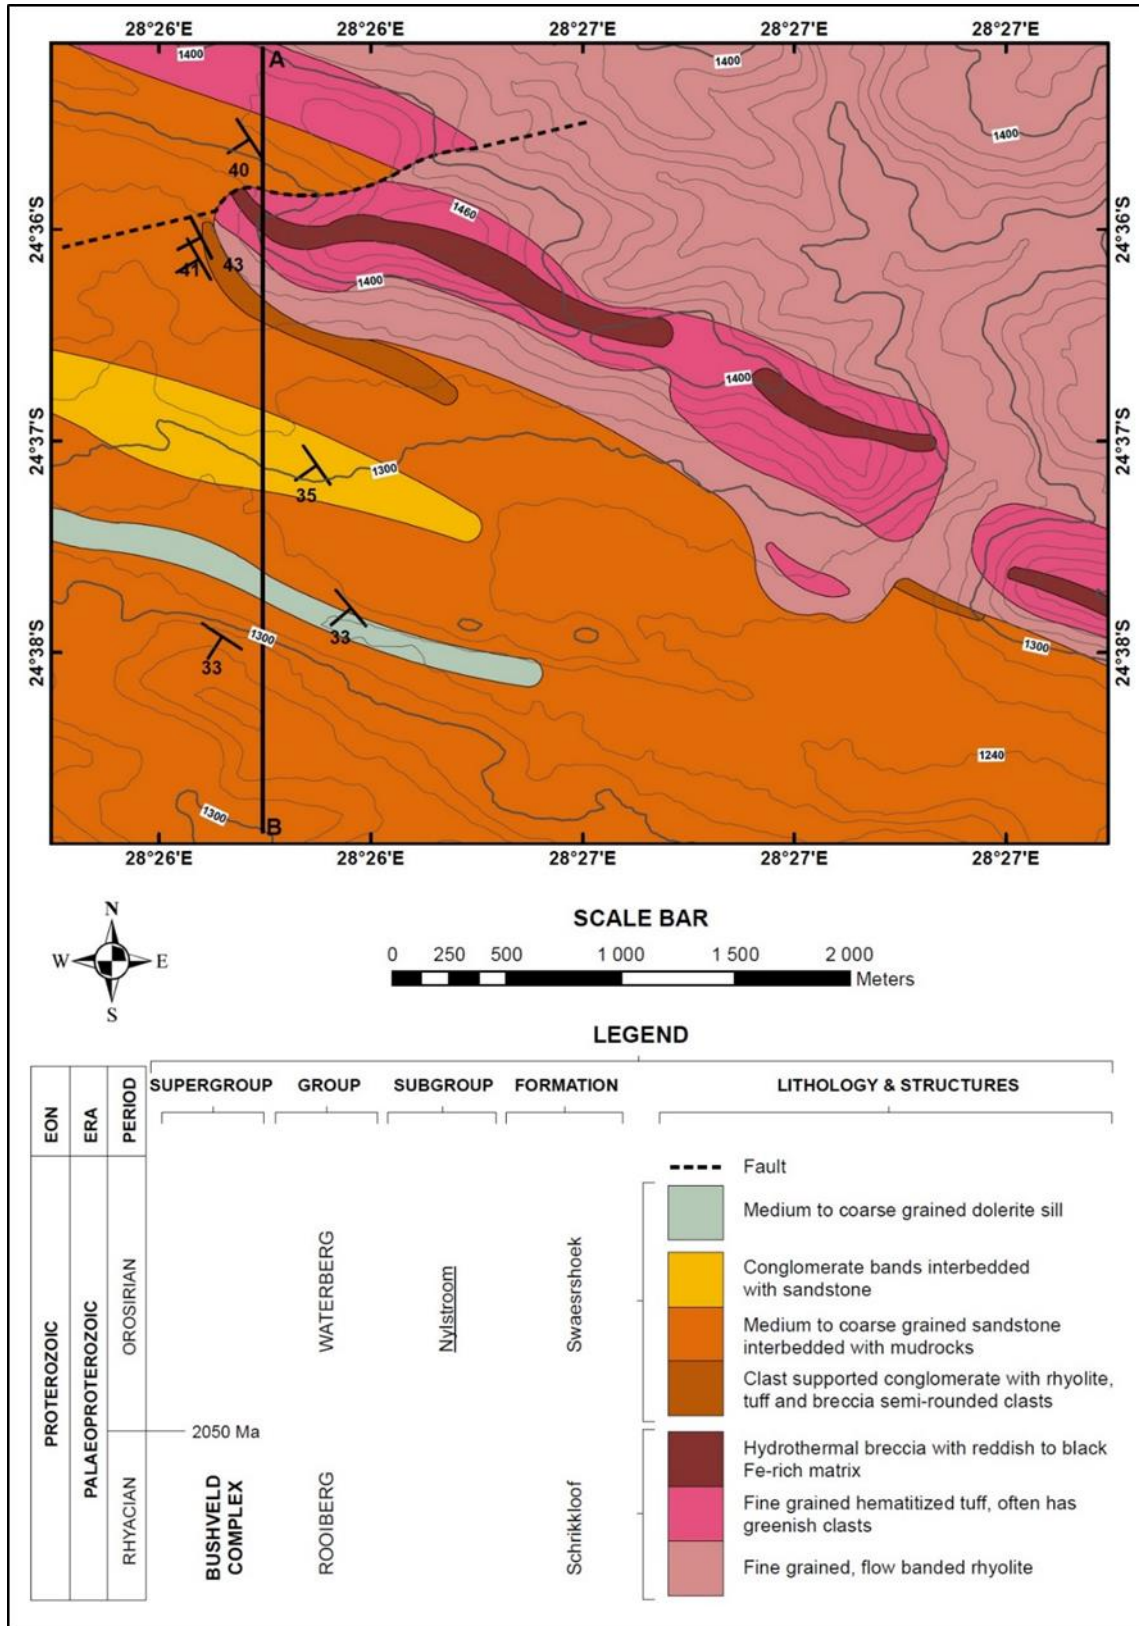 28°26'E 28°26'E 28°27'E 28°27'E 28°27'E
1400
A
1400
1400
40
1460
24°36'S
24°36'S
41
43
1400
1400
24°37'S
24°37'S
1300
35
1300
33
33
1300
24°38'S
24°38'S
1240
1300
B
28°26'E 28°26'E 28°27'E 28°27'E 28°27'E
N
W
E
S
SCALE BAR
0 250 500 1 000 1 500 2 000
Meters
LEGEND
EON
ERA
PERIOD
SUPERGROUP GROUP SUBGROUP FORMATION LITHOLOGY & STRUCTURES
PROTEROZOIC
PALAEOPROTEROZOIC
OROSIRIAN
WATERBERG
Nylstroom
Swaesrshoek
2050 Ma
RHYACIAN
BUSHVELD
COMPLEX
ROOIBERG
Schrikkloof
Fault
Medium to coarse grained dolerite sill
Conglomerate bands interbedded
with sandstone
Medium to coarse grained sandstone
interbedded with mudrocks
Clast supported conglomerate with rhyolite,
tuff and breccia semi-rounded clasts
Hydrothermal breccia with reddish to black
Fe-rich matrix
Fine grained hematitized tuff, often has
greenish clasts
Fine grained, flow banded rhyolite